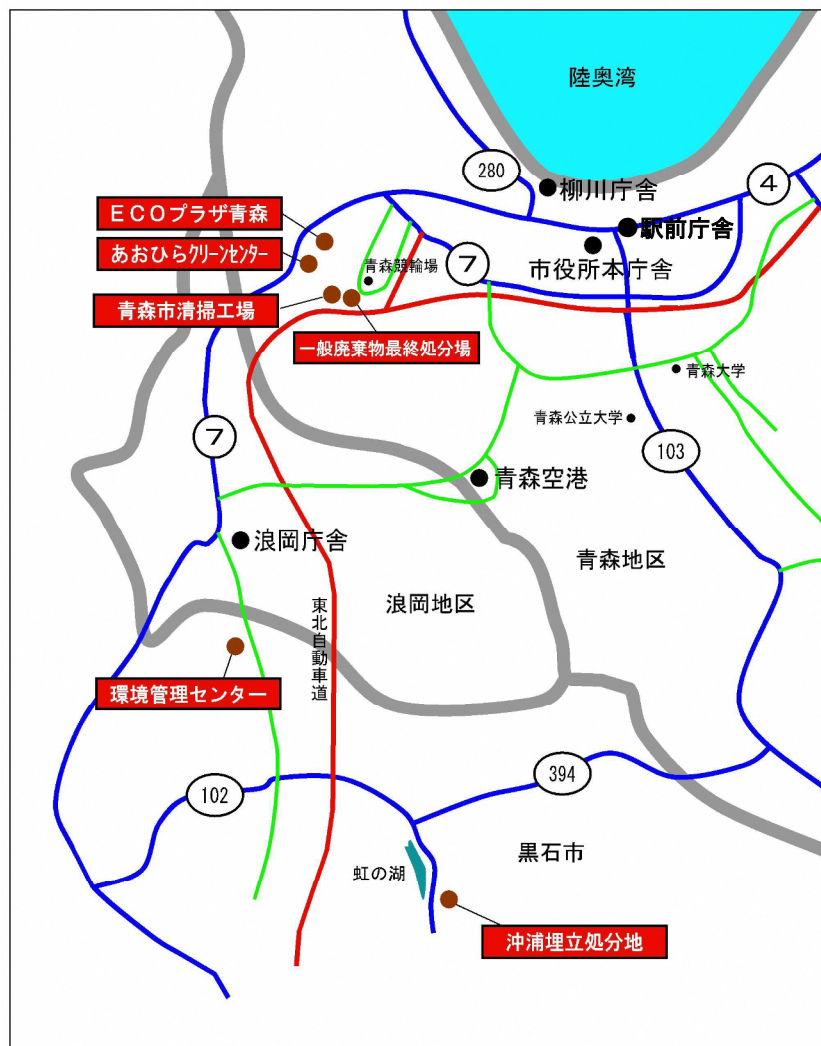 陸奥湾
280
柳川庁舎
4
ECOプラザ青森
駅前庁舎
あおひらクリーンセンター
青森競輪場
7
市役所本庁舎
青森市清掃工場
一般廃棄物最終処分場
青森大学
青森公立大学
7
103
青森空港
浪岡庁舎
青森地区
浪岡地区
東北自動車道
環境管理センター
394
102
黒石市
虹の湖
沖浦埋立処分地